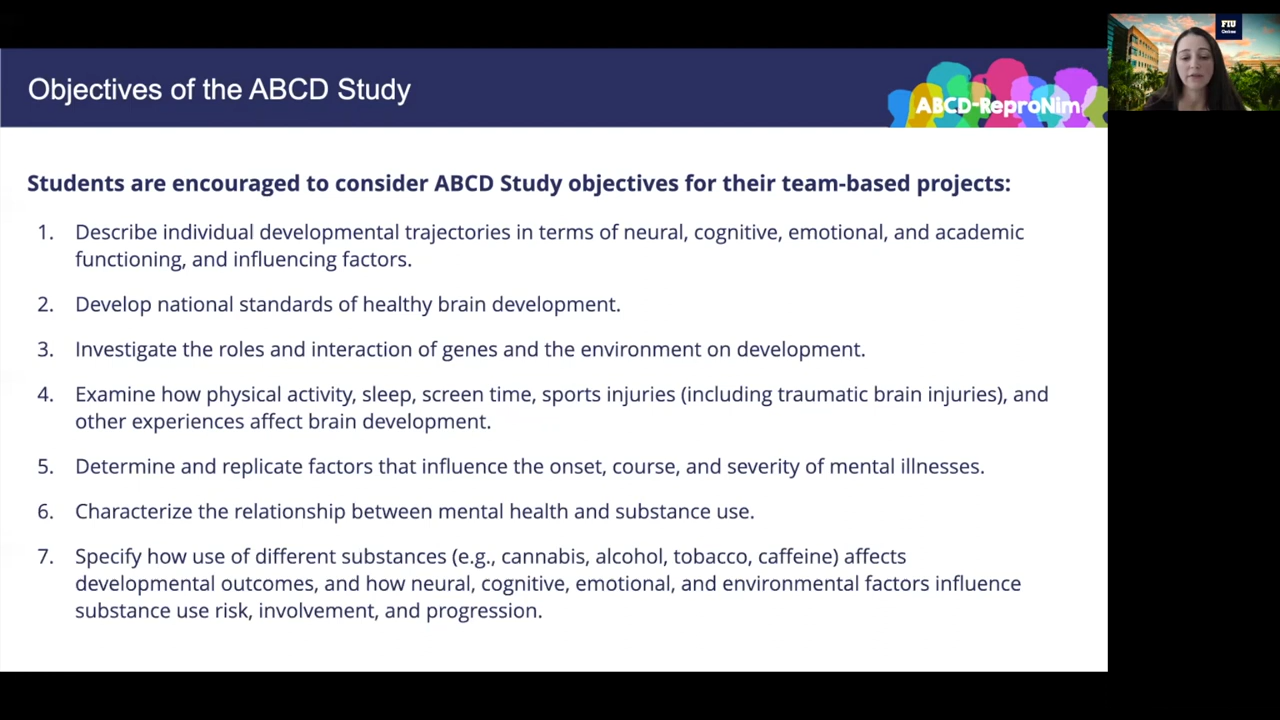 Objectives of the ABCD Study
ABCD-ReproNim
FIU
Online
Students are encouraged to consider ABCD Study objectives for their team-based projects:
1. Describe individual developmental trajectories in terms of neural, cognitive, emotional, and academic
functioning, and influencing factors.
2. Develop national standards of healthy brain development.
3. Investigate the roles and interaction of genes and the environment on development.
4. Examine how physical activity, sleep, screen time, sports injuries (including traumatic brain injuries), and
other experiences affect brain development.
5. Determine and replicate factors that influence the onset, course, and severity of mental illnesses.
6. Characterize the relationship between mental health and substance use.
7. Specify how use of different substances (e.g., cannabis, alcohol, tobacco, caffeine) affects
developmental outcomes, and how neural, cognitive, emotional, and environmental factors influence
substance use risk, involvement, and progression.